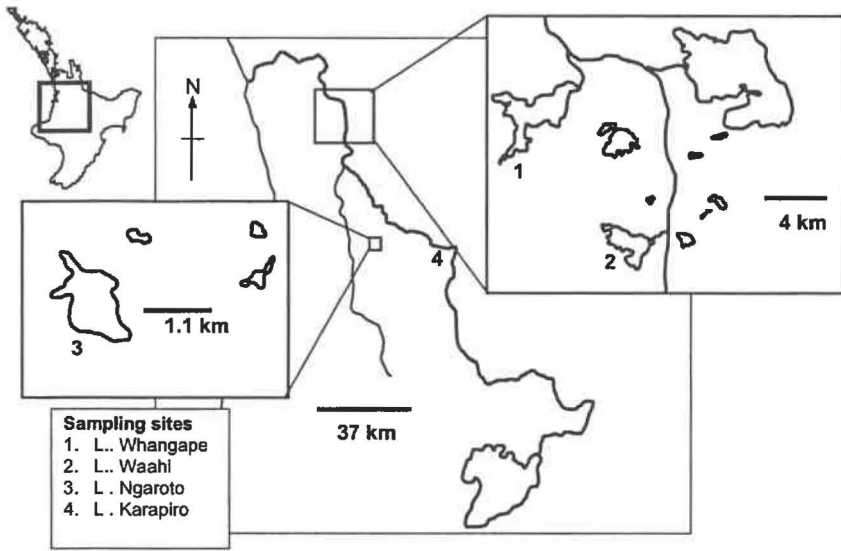 N
1
2
4 km
4
3
1.1 km
37 km
Sampling sites
1. L.. Whangape
2. L.. Waahi
3. L . Ngaroto
4. L . Karapiro